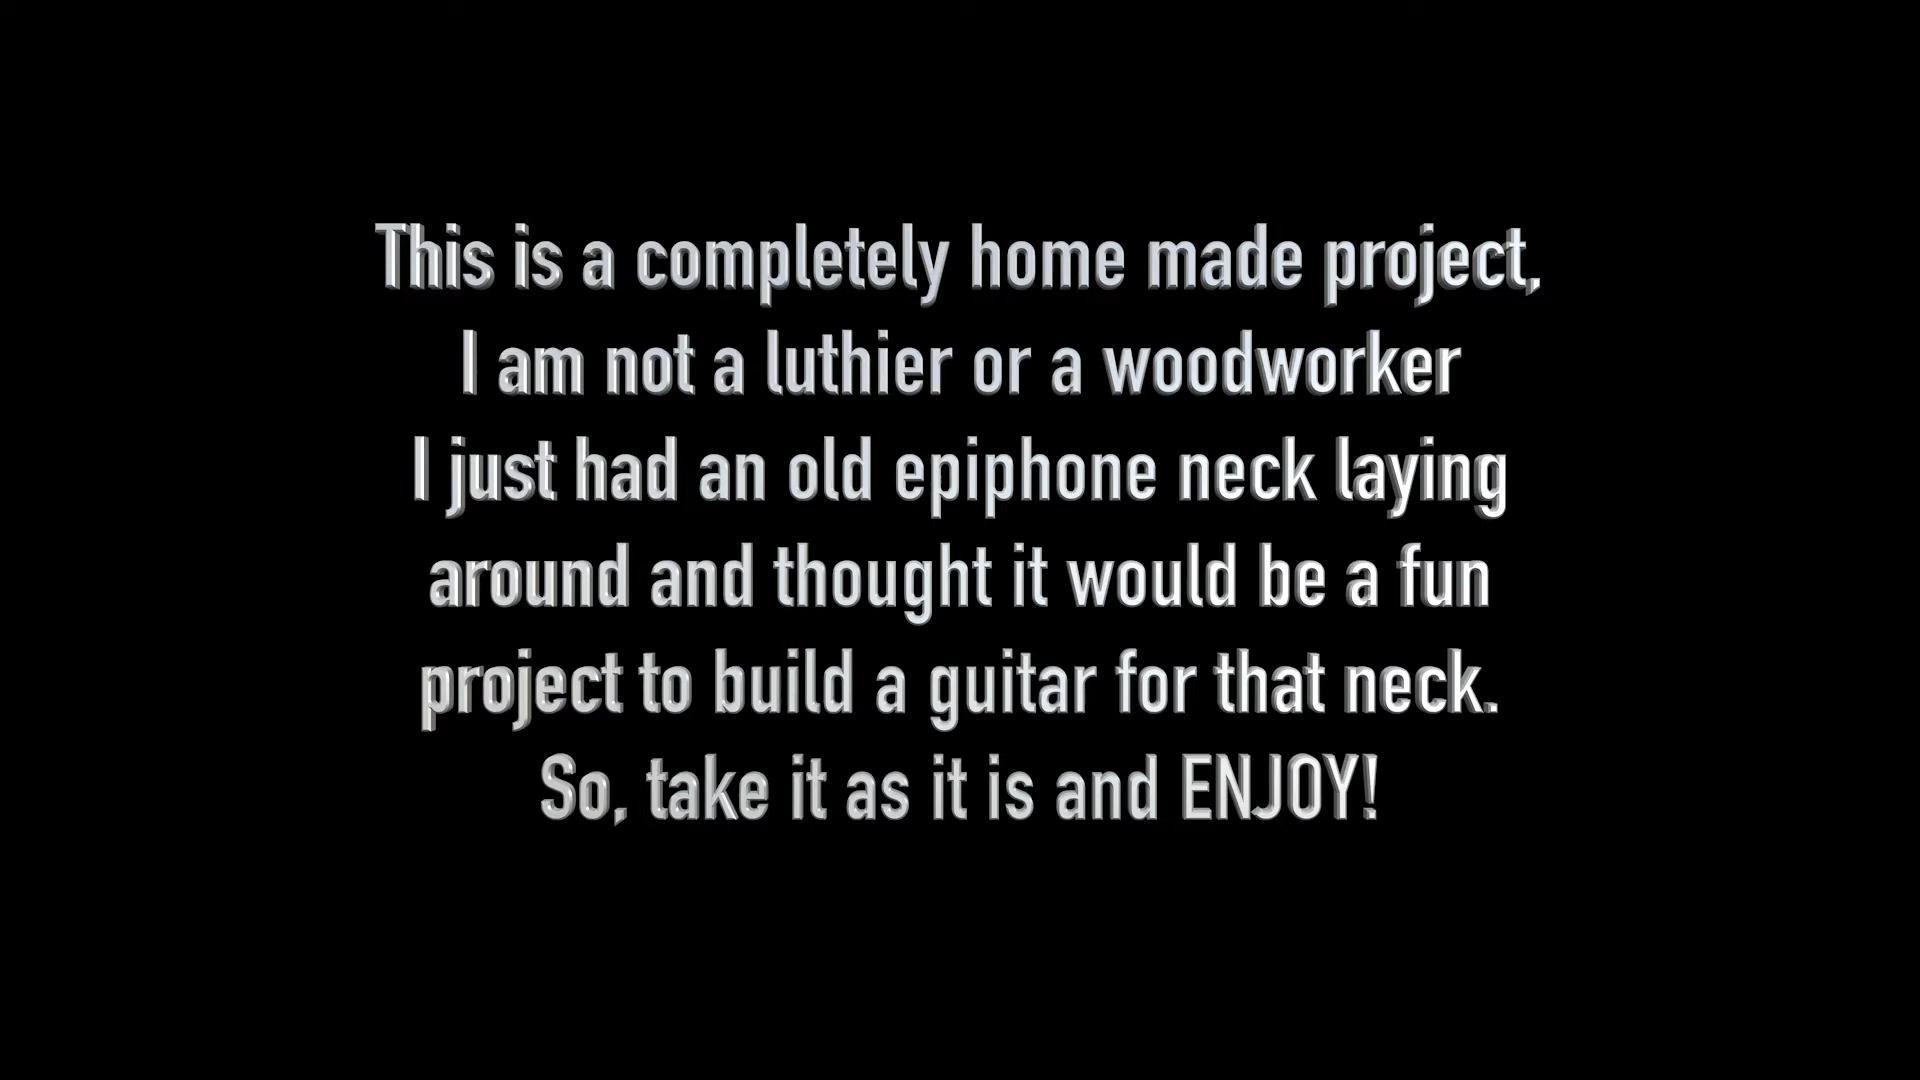 This is a completely home made project,
I am not a luthier or a woodworker
I just had an old epiphone neck laying
around and thought it would be a fun
project to build a guitar for that neck.
So, take it as it is and ENJOY!